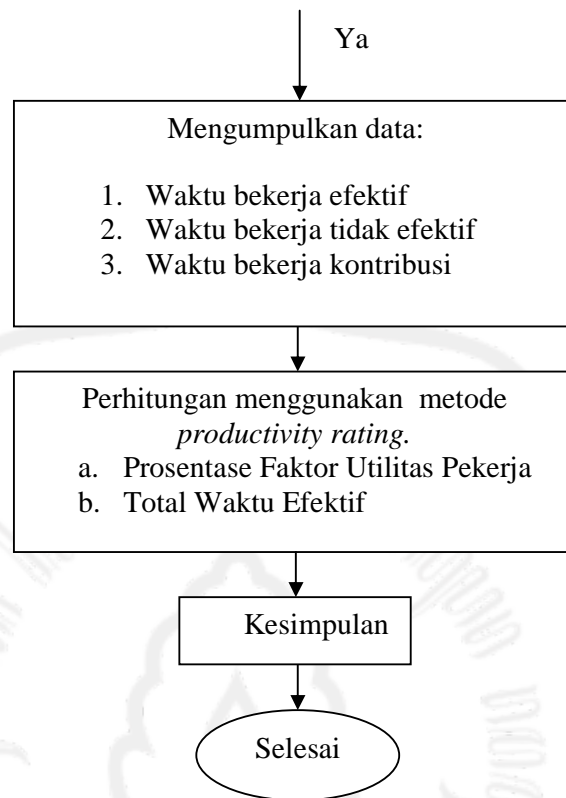 Ya
Mengumpulkan data:
1. Waktu bekerja efektif
2. Waktu bekerja tidak efektif
3. Waktu bekerja kontribusi
Perhitungan menggunakan metode
productivity rating.
a. Prosentase Faktor Utilitas Pekerja
b. Total Waktu Efektif
Kesimpulan
Selesai